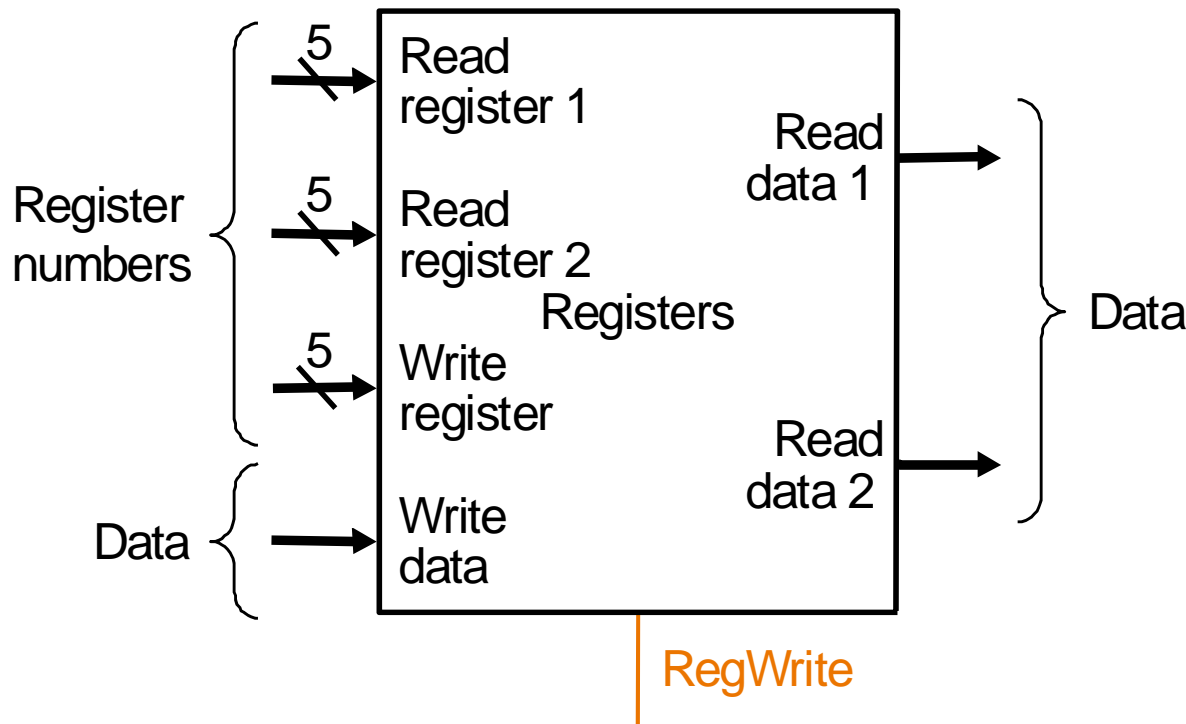 Register
numbers
Data
5
Read
register 1
5
Read
register 2
Registers
5
Write
register
Write
data
Read
data 1
Read
data 2
Data
RegWrite